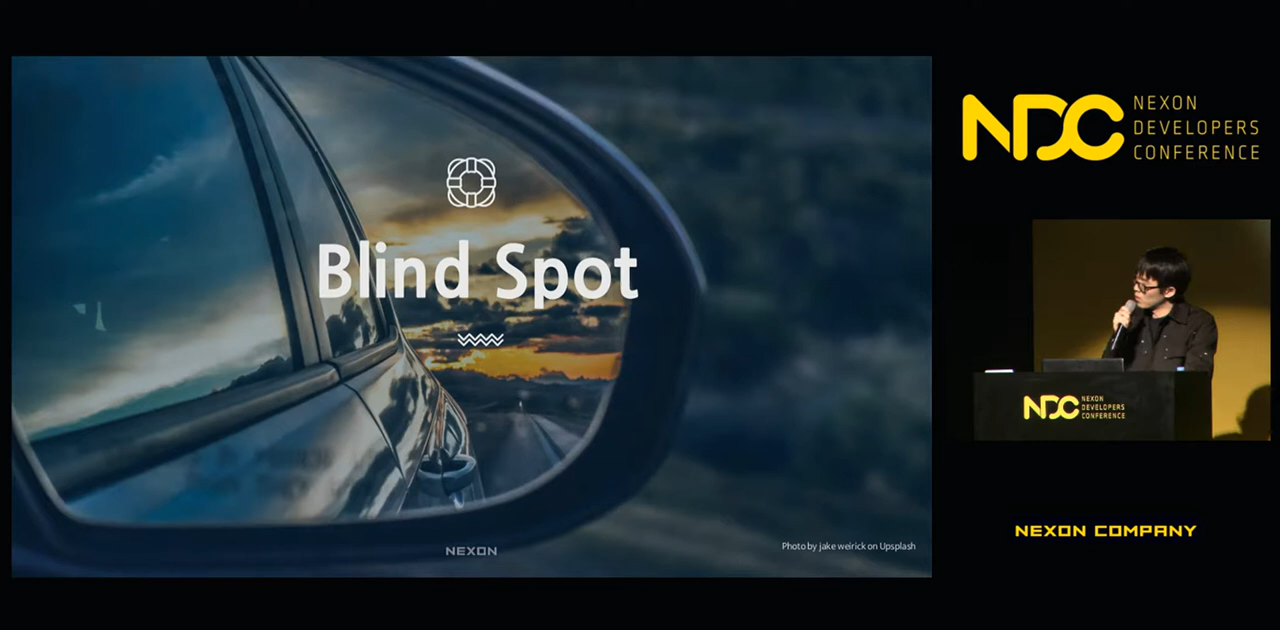 Blind Spot
NEXON
Photo by jake weirick on Upsplash
NDC
NEXON
DEVELOPERS
CONFERENCE
NDC
NEXON
DEVELOPERS
CONFERENCE
NEXON COMPANY